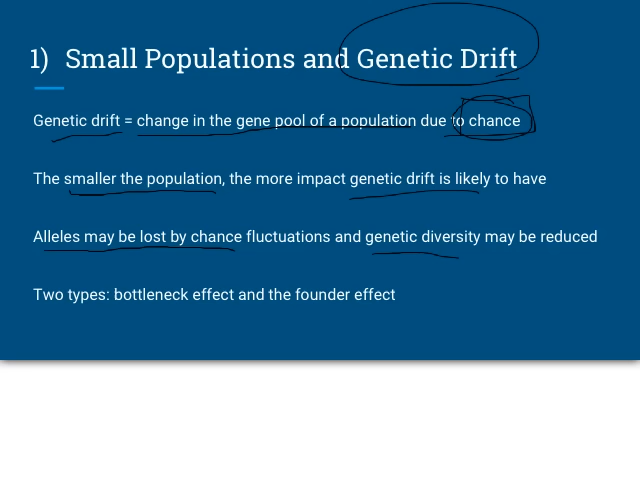 1) Small Populations and Genetic Drift
Genetic drift = change in the gene pool of a population due to chance
The smaller the population, the more impact genetic drift is likely to have
Alleles may be lost by chance fluctuations and genetic diversity may be reduced
Two types: bottleneck effect and the founder effect